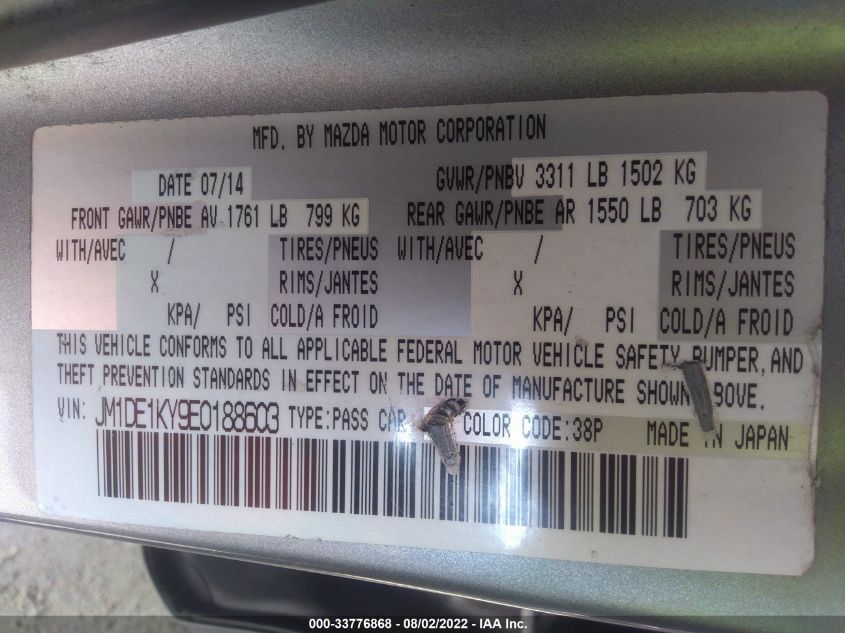 MFD. BY MAZDA MOTOR CORPORATION
DATE 07/14 GVWR/PNBV 3311 LB 1502 KG
FRONT GAWR/PNBE AV 1761 LB 799 KG REAR GAWR/PNBE AR 1550 LB 703 KG
WITH/AVEC / TIRES/PNEUS WITH/AVEC / TIRES/PNEUS
X RIMS/JANTES X RIMS/JANTES
KPA/ PSI COLD/A FROID KPA/ PSI COLD/A FROID
THIS VEHICLE CONFORMS TO ALL APPLICABLE FEDERAL MOTOR VEHICLE SAFETY, BUMPER, AND
THEFT PREVENTION STANDARDS IN EFFECT ON THE DATE OF MANUFACTURE SHOWN ABOVE.
VIN: JM1DE1KY9E0188603 TYPE:PASS CAR COLOR CODE:38P MADE IN JAPAN
000-33776868 - 08/02/2022 - IAA Inc.